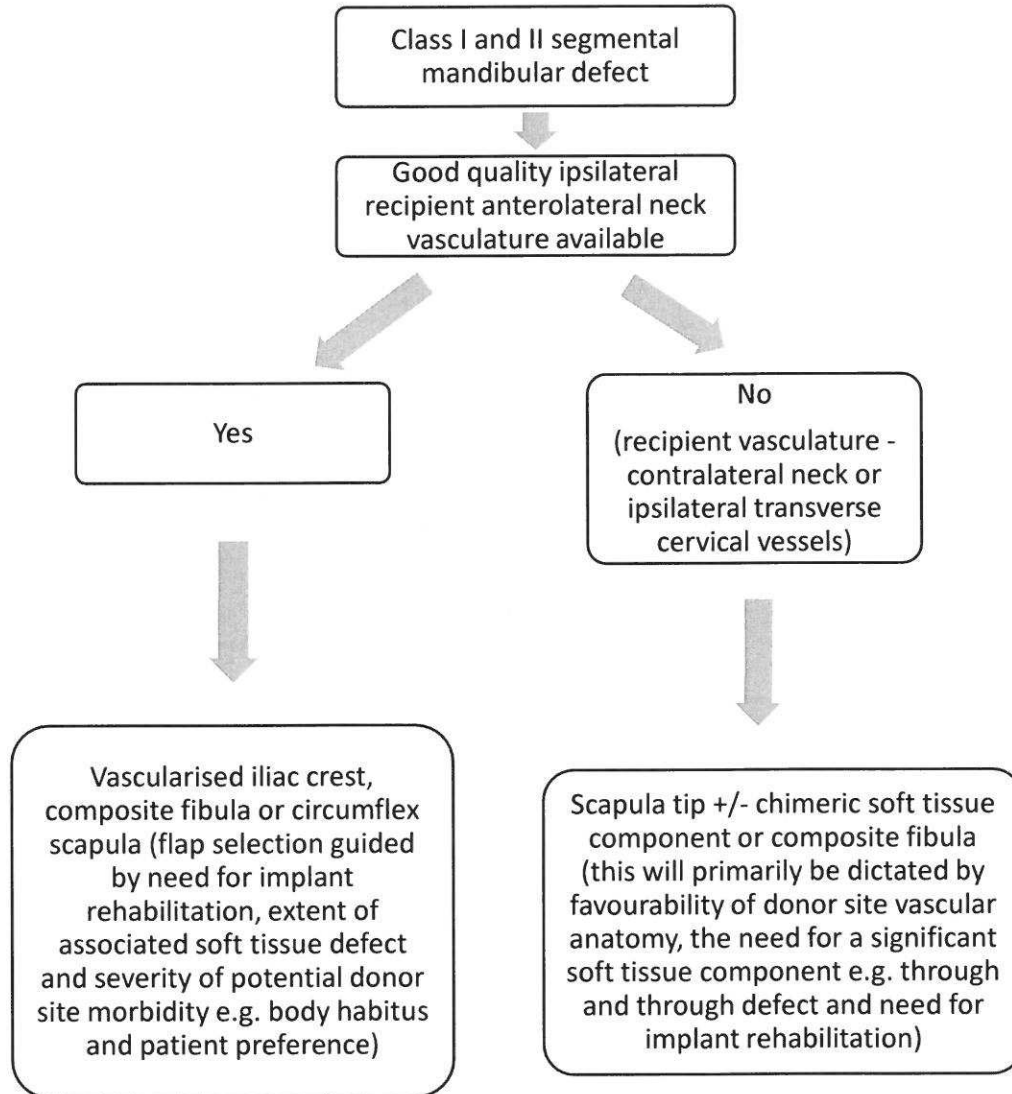 Class I and II segmental
mandibular defect
Good quality ipsilateral
recipient anterolateral neck
vasculature available
Yes
No
(recipient vasculature -
contralateral neck or
ipsilateral transverse
cervical vessels)
Vascularised iliac crest,
composite fibula or circumflex
scapula (flap selection guided
by need for implant
rehabilitation, extent of
associated soft tissue defect
and severity of potential donor
site morbidity e.g. body habitus
and patient preference)
Scapula tip +/- chimeric soft tissue
component or composite fibula
(this will primarily be dictated by
favourability of donor site vascular
anatomy, the need for a significant
soft tissue component e.g. through
and through defect and need for
implant rehabilitation)